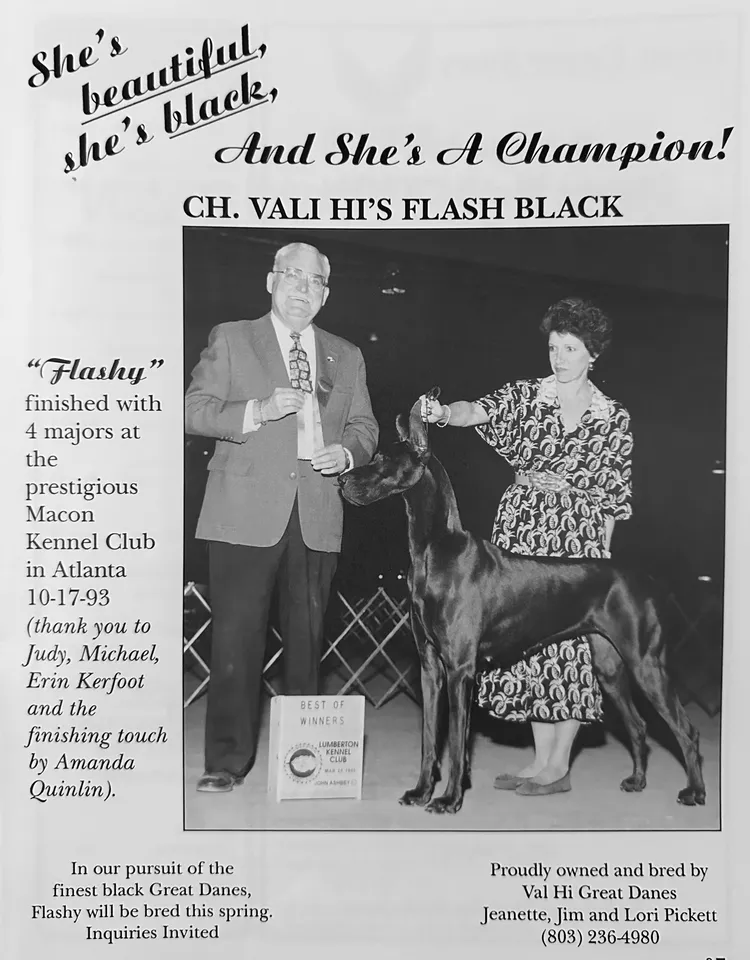 She's
beautiful,
she's black,
And She's A Champion!
CH. VALI HI'S FLASH BLACK
"Flashy"
finished with
4 majors at
the
prestigious
Macon
Kennel Club
in Atlanta
10-17-93
(thank you to
Judy, Michael,
Erin Kerfoot
and the
finishing touch
by Amanda
Quinlin).
BEST OF
WINNERS
LUMBERTON
KENNEL
CLUB
JOHN ASHBEY
In our pursuit of the
finest black Great Danes,
Flashy will be bred this spring.
Inquiries Invited
Proudly owned and bred by
Val Hi Great Danes
Jeanette, Jim and Lori Pickett
(803) 236-4980